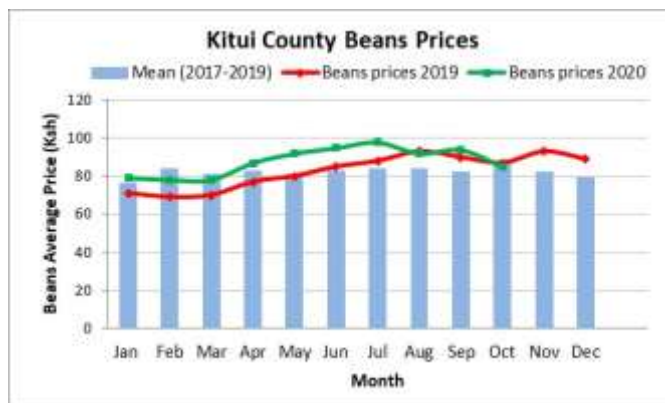 Kitui County Beans Prices
Mean (2017-2019) Beans prices 2019 Beans prices 2020
Beans Average Price (Ksh)
120
100
80
60
40
20
0
Jan Feb Mar Apr May Jun Jul Aug Sep Oct Nov Dec
Month